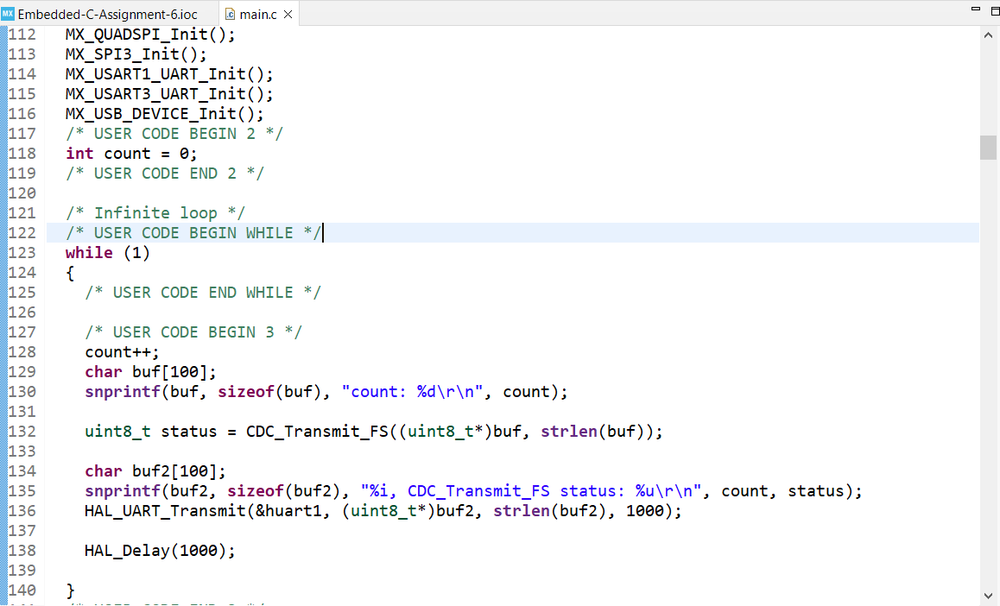 MX Embedded-C-Assignment-6.ioc main.c
112 MX_QUADSPI_Init();
113 MX_SPI3_Init();
114 MX_USART1_UART_Init();
115 MX_USART3_UART_Init();
116 MX_USB_DEVICE_Init();
117 /* USER CODE BEGIN 2 */
118 int count = 0;
119 /* USER CODE END 2 */
120
121 /* Infinite loop */
122 /* USER CODE BEGIN WHILE */
123 while (1)
124 {
125 /* USER CODE END WHILE */
126
127 /* USER CODE BEGIN 3 */
128 count++;
129 char buf[100];
130 snprintf(buf, sizeof(buf), "count: %d\r\n", count);
131
132 uint8_t status = CDC_Transmit_FS((uint8_t*)buf, strlen(buf));
133
134 char buf2[100];
135 snprintf(buf2, sizeof(buf2), "%i, CDC_Transmit_FS status: %u\r\n", count, status);
136 HAL_UART_Transmit(&huart1, (uint8_t*)buf2, strlen(buf2), 1000);
137
138 HAL_Delay(1000);
139
140 }